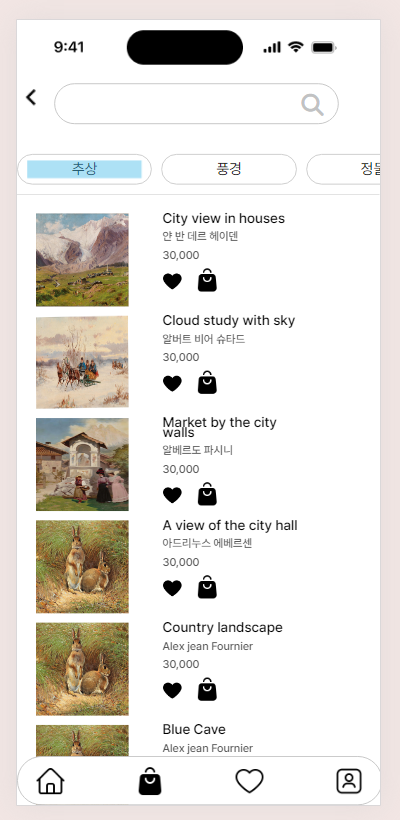 9:41
추상
풍경
정물
City view in houses
얀 반 데르 헤이덴
30,000
Cloud study with sky
알버트 비어 슈타드
30,000
Market by the city
walls
알베르도 파시니
30,000
A view of the city hall
아드리누스 에베르센
30,000
Country landscape
Alex jean Fournier
30,000
Blue Cave
Alex jean Fournier